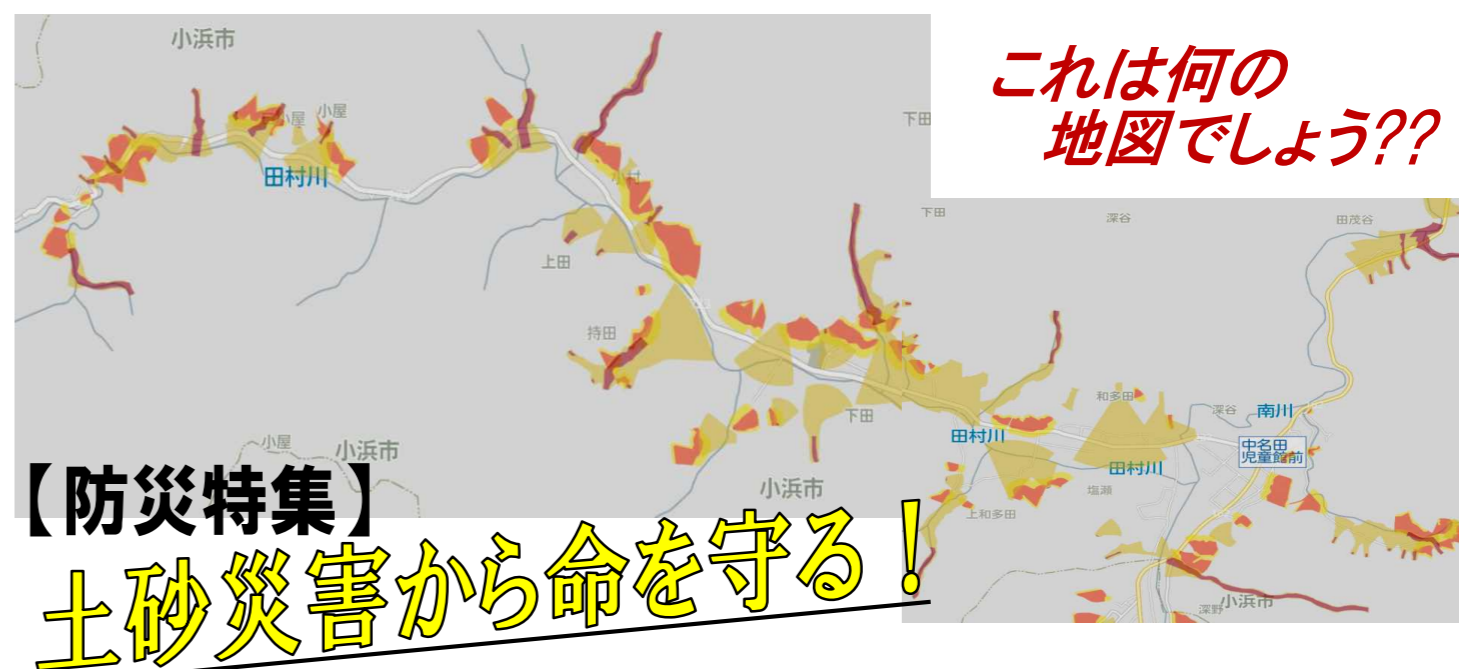 小浜市
これは何の
地図でしょう??
小屋
小屋
下田
田村川
下田
深谷
田茂谷
上田
持田
和多田
深谷
南川
下田
田村川
中名田
児童館前
小屋
小浜市
田村川
小浜市
塩瀬
上和多田
【防災特集】
土砂災害から命を守る！
深野
小浜市